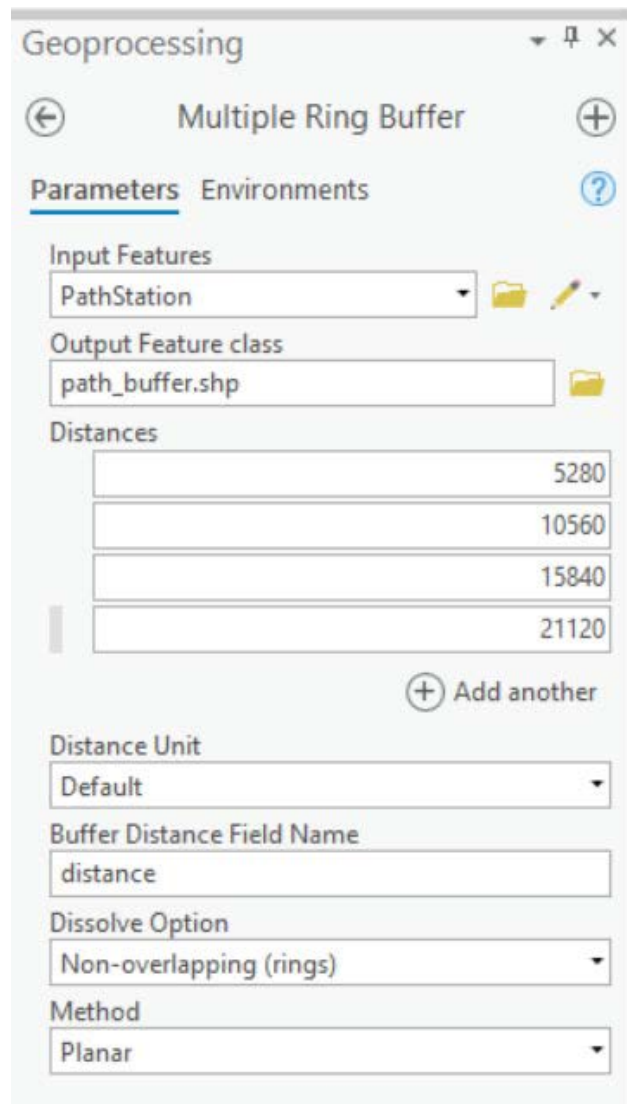 Geoprocessing
Multiple Ring Buffer
Parameters Environments
Input Features
PathStation
Output Feature class
path_buffer.shp
Distances
5280
10560
15840
21120
Add another
Distance Unit
Default
Buffer Distance Field Name
distance
Dissolve Option
Non-overlapping (rings)
Method
Planar